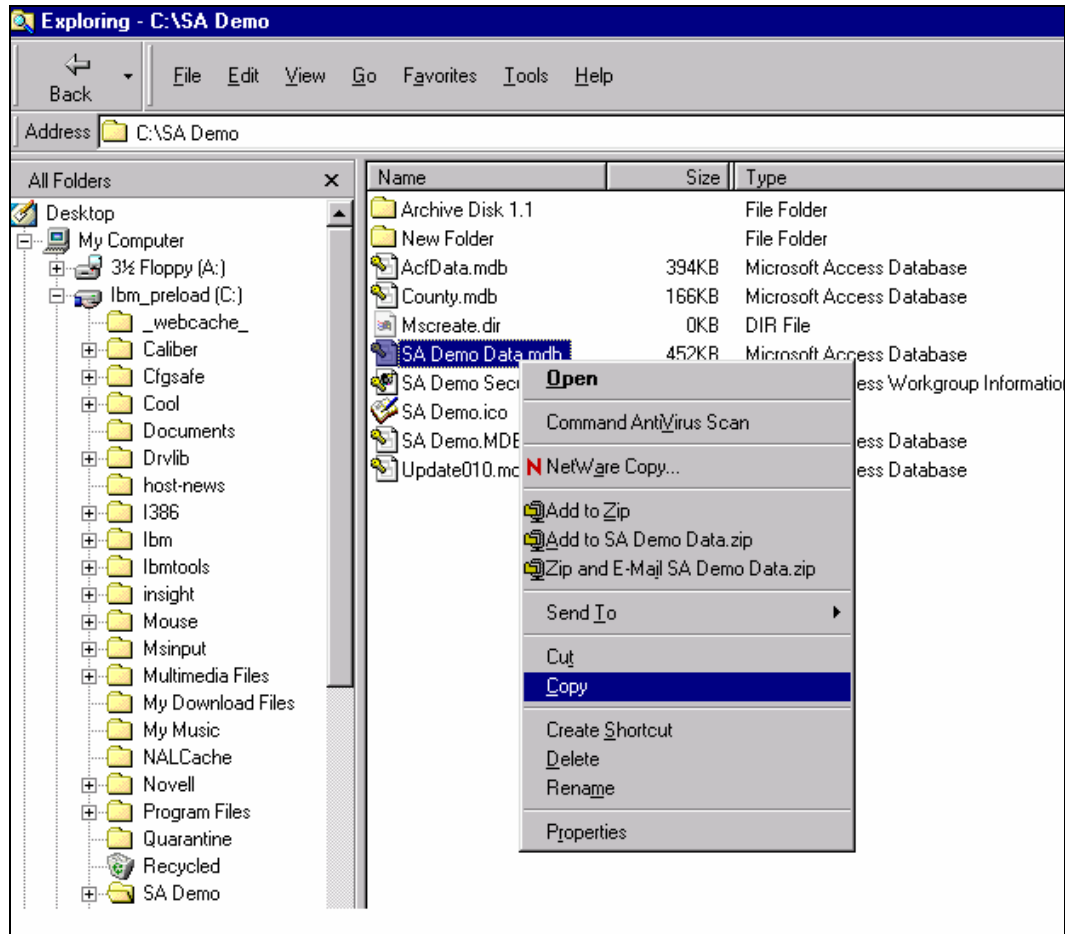 Exploring - C:\SA Demo
Back File Edit View Go Favorites Tools Help
Address C:\SA Demo
All Folders x
Desktop
My Computer
3½ Floppy (A:)
Ibm_preload (C:)
_webcache_
Caliber
Cfgsafe
Cool
Documents
Drvlib
host-news
I386
Ibm
Ibmtools
insight
Mouse
Msinput
Multimedia Files
My Download Files
My Music
NALCache
Novell
Program Files
Quarantine
Recycled
SA Demo
Name Size Type
Archive Disk 1.1 File Folder
New Folder File Folder
AcfData.mdb 394KB Microsoft Access Database
County.mdb 166KB Microsoft Access Database
Mscreate.dir 0KB DIR File
SA Demo Data.mdb 452KB Microsoft Access Database
SA Demo Secu ess Workgroup Informatio
SA Demo.ico
SA Demo.MDB ess Database
Update010.md ess Database
Open
Command AntiVirus Scan
N NetWare Copy...
Add to Zip
Add to SA Demo Data.zip
Zip and E-Mail SA Demo Data.zip
Send To
Cut
Copy
Create Shortcut
Delete
Rename
Properties